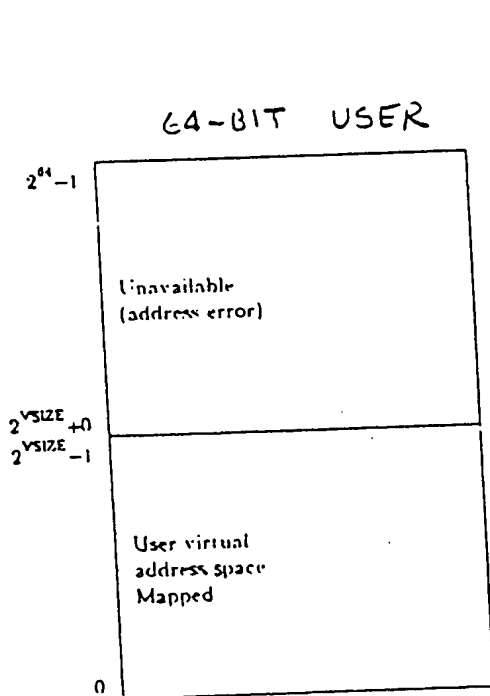 64-BIT USER
2^64−1
Unavailable
(address error)
2^VSIZE+0
2^VSIZE−1
User virtual
address space
Mapped
0